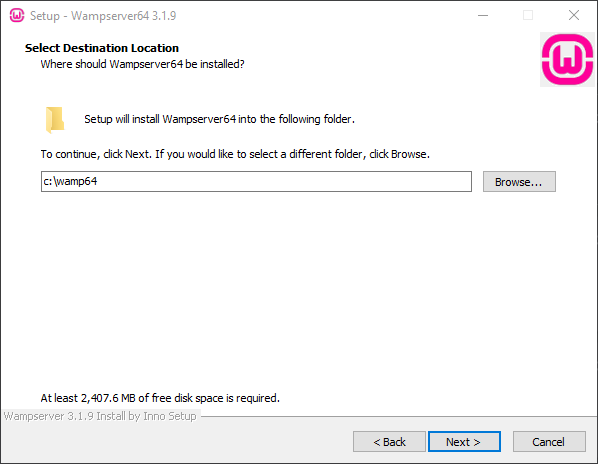 Setup - Wampserver64 3.1.9
Select Destination Location
Where should Wampserver64 be installed?
Setup will install Wampserver64 into the following folder.
To continue, click Next. If you would like to select a different folder, click Browse.
c:\wamp64
Browse...
At least 2,407.6 MB of free disk space is required.
Wampserver 3.1.9 Install by Inno Setup
< Back
Next >
Cancel